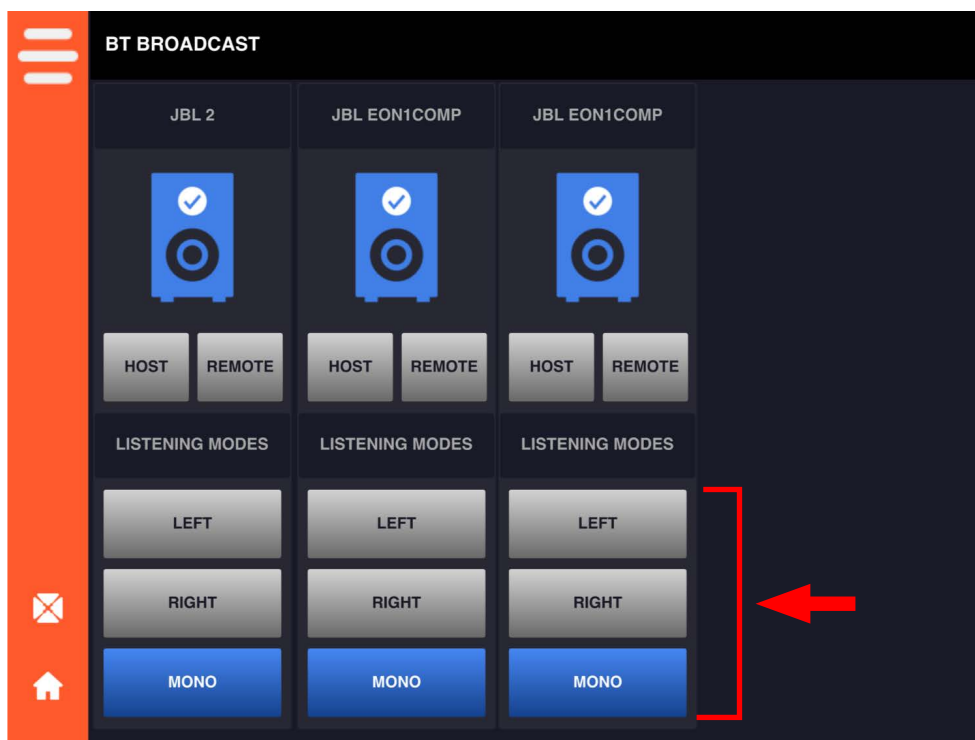 BT BROADCAST
JBL 2 JBL EON1COMP JBL EON1COMP
HOST REMOTE HOST REMOTE HOST REMOTE
LISTENING MODES LISTENING MODES LISTENING MODES
LEFT LEFT LEFT
RIGHT RIGHT RIGHT
MONO MONO MONO